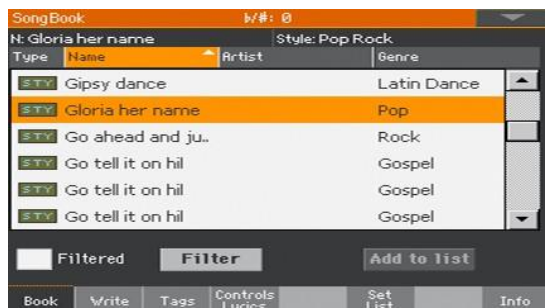 SongBook ♭/#: 0
N: Gloria her name Style: Pop Rock
Type Name Artist Genre
STY Gipsy dance Latin Dance
STY Gloria her name Pop
STY Go ahead and ju.. Rock
STY Go tell it on hil Gospel
STY Go tell it on hil Gospel
STY Go tell it on hil Gospel
Filtered Filter Add to list
Book Write Tags Controls Lyrics Set List Info